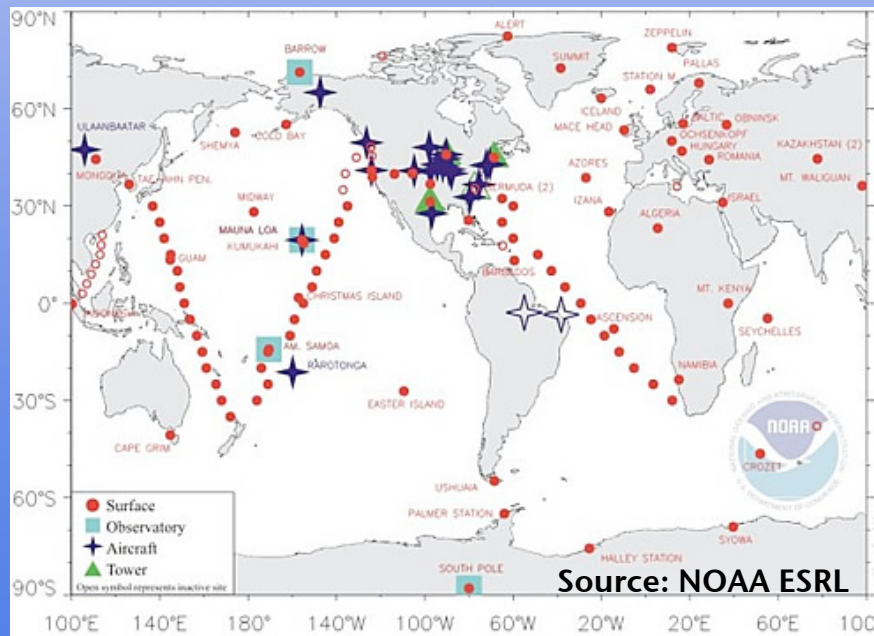 90°N
ALERT
ZEPPELIN
BARROW
SUMMIT
PALLAS
STATION M
60°N
ICELAND
BALTIC
OBNINSK
ULAANBAATAR
SHEMYA
COLD BAY
MACE HEAD
OCHSENKOPF
HUNGARY
KAZAKHSTAN (2)
MONGOLIA
TAE-AHN PEN.
AZORES
ROMANIA
MT. WALIGUAN
MIDWAY
BERMUDA (2)
IZANA
ISRAEL
30°N
MAUNA LOA
KUMUKAHI
ALGERIA
GUAM
BARBADOS
MT. KENYA
0°
CHRISTMAS ISLAND
ASCENSION
SEYCHELLES
AM. SAMOA
RAROTONGA
NAMIBIA
30°S
EASTER ISLAND
NOAA
CAPE GRIM
CROZET
USHUAIA
60°S
Surface
PALMER STATION
Observatory
SYOWA
Aircraft
HALLEY STATION
Tower
SOUTH POLE
Open symbol represents inactive site
Source: NOAA ESRL
90°S
100°E 140°E 180° 140°W 100°W 60°W 20°W 20°E 60°E 100°E